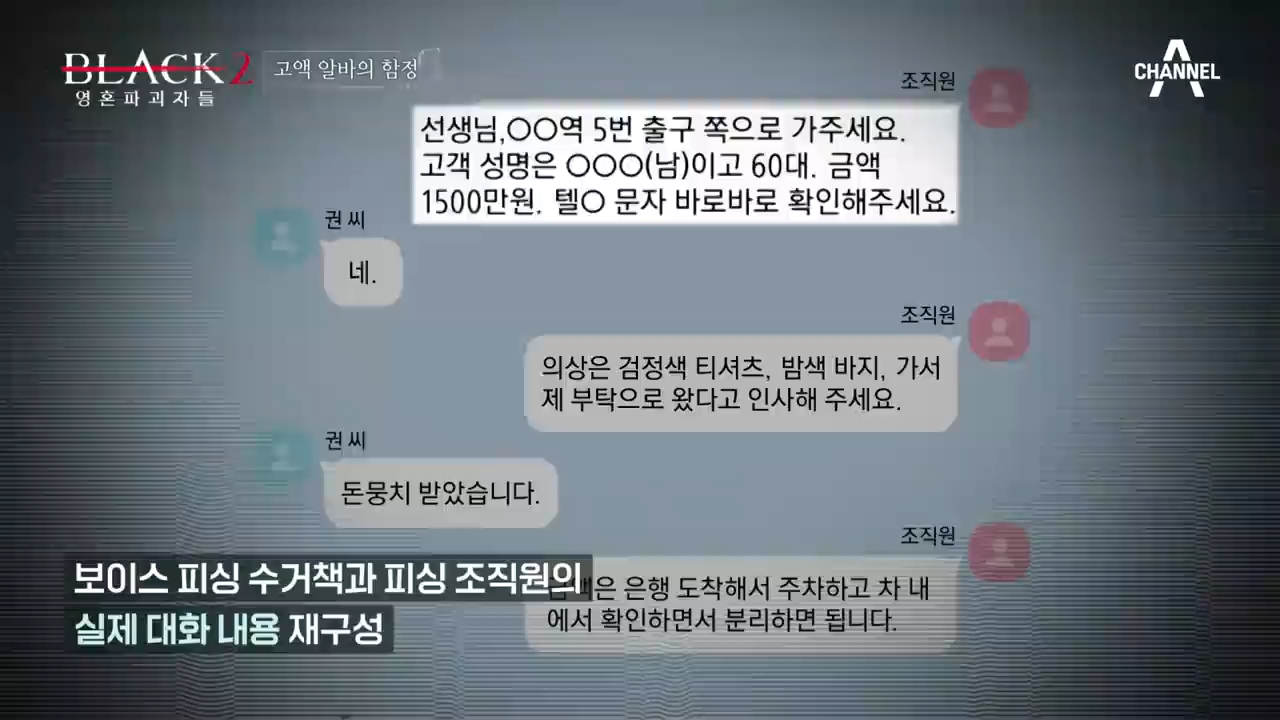 BLACK 2
영혼파괴자들
고액 알바의 함정
CHANNEL A
조직원
선생님,○○역 5번 출구 쪽으로 가주세요.
고객 성명은 ○○○(남)이고 60대. 금액
1500만원. 텔○ 문자 바로바로 확인해주세요.
권 씨
네.
조직원
의상은 검정색 티셔츠, 밤색 바지, 가서
제 부탁으로 왔다고 인사해 주세요.
권 씨
돈뭉치 받았습니다.
조직원
은 은행 도착해서 주차하고 차 내
에서 확인하면서 분리하면 됩니다.
보이스 피싱 수거책과 피싱 조직원의
실제 대화 내용 재구성